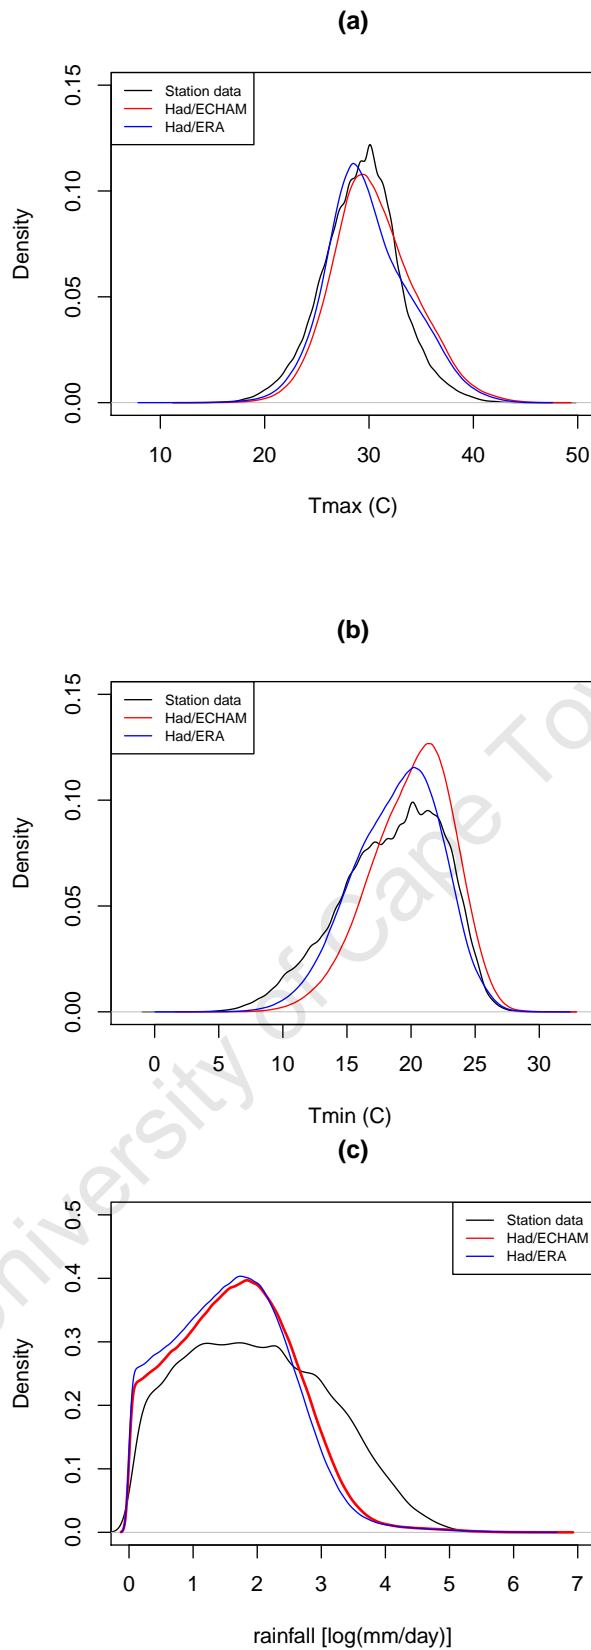 (a)
Station data
Had/ECHAM
Had/ERA
0.15
0.10
0.05
0.00
Density
10 20 30 40 50
Tmax (C)
(b)
Station data
Had/ECHAM
Had/ERA
0.15
0.10
0.05
0.00
Density
0 5 10 15 20 25 30
Tmin (C)
(c)
Station data
Had/ECHAM
Had/ERA
0.5
0.4
0.3
0.2
0.1
0.0
Density
0 1 2 3 4 5 6 7
rainfall [log(mm/day)]
niversity of Cape Tow